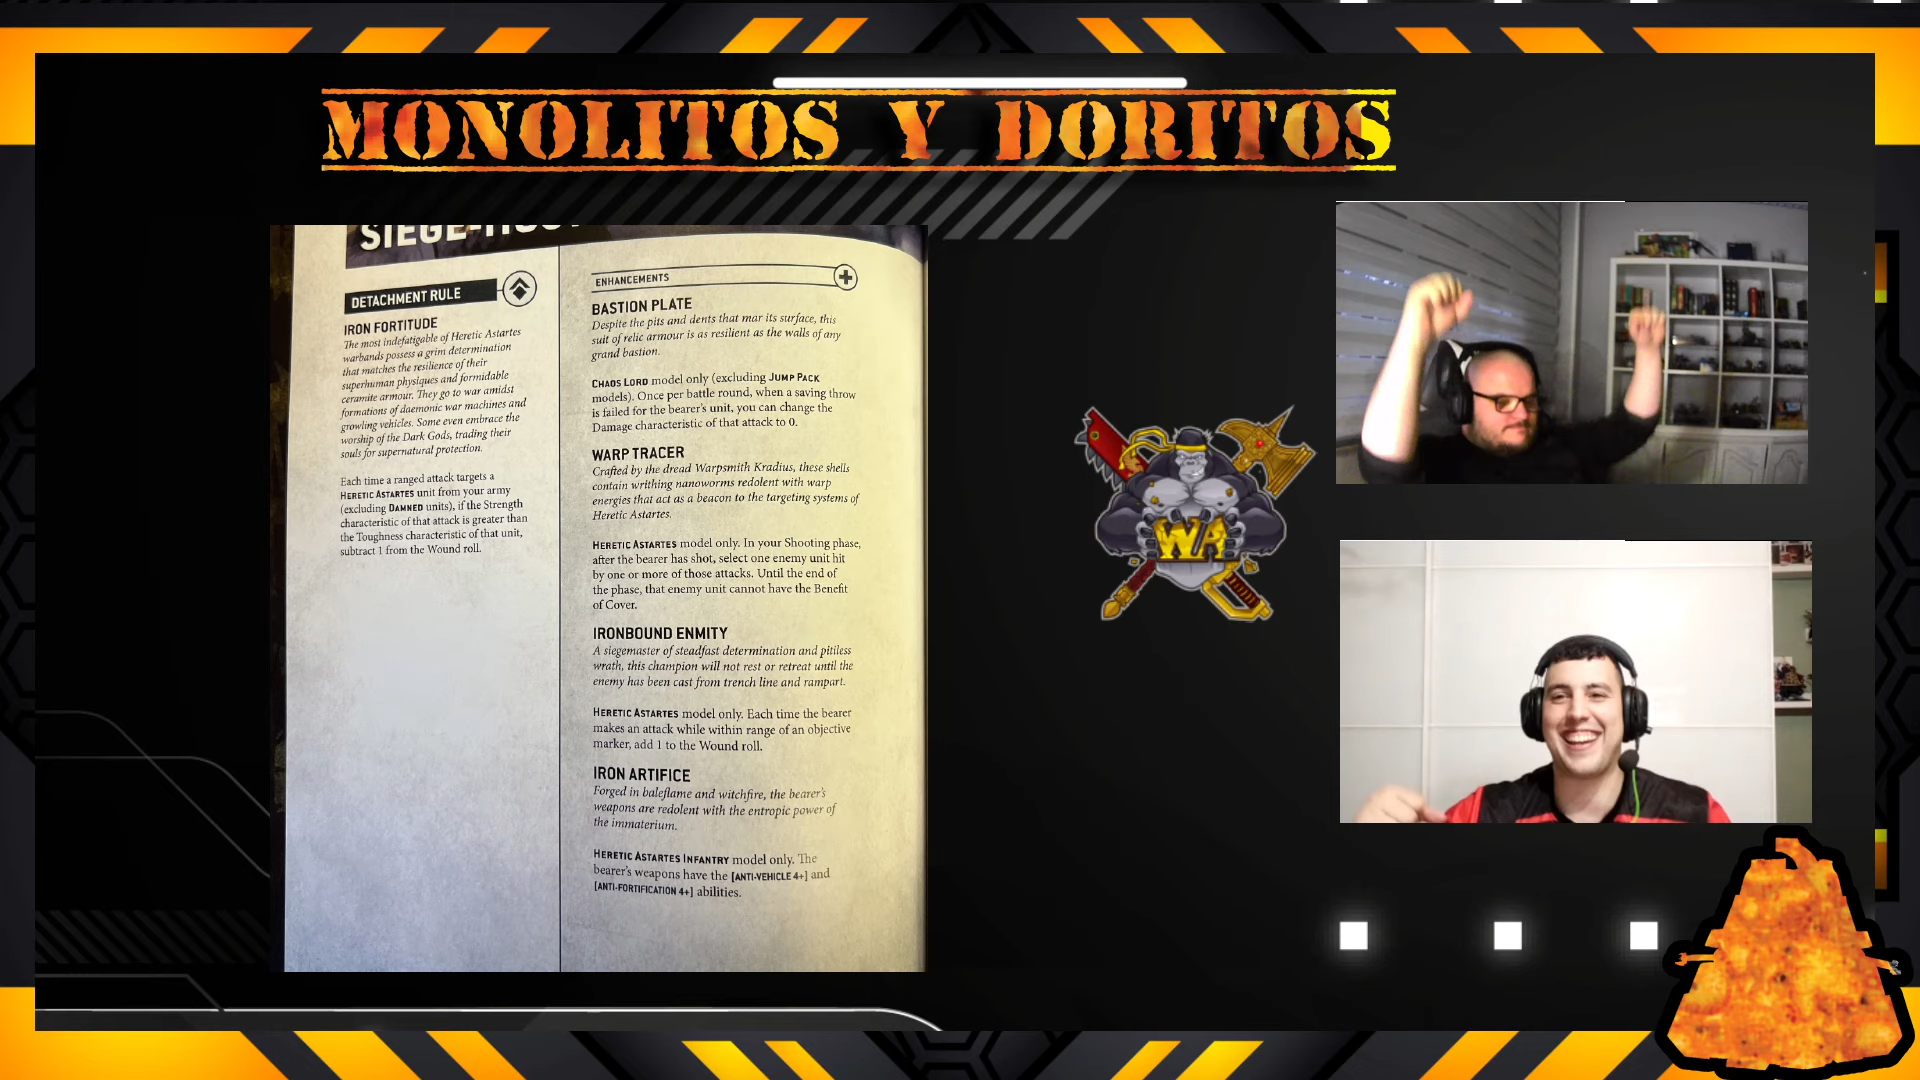 MONOLITOS Y DORITOS
DETACHMENT RULE
IRON FORTITUDE
The most indefatigable of Heretic Astartes
warbands possess a grim determination
that matches the resilience of their
superhuman physiques and formidable
ceramite armour. They go to war amidst
formations of daemonic war machines and
growling vehicles. Some even embrace the
worship of the Dark Gods, trading their
souls for supernatural protection.
Each time a ranged attack targets a
HERETIC ASTARTES unit from your army
(excluding DAMNED units), if the Strength
characteristic of that attack is greater than
the Toughness characteristic of that unit,
subtract 1 from the Wound roll.
ENHANCEMENTS
BASTION PLATE
Despite the pits and dents that mar its surface, this
suit of relic armour is as resilient as the walls of any
grand bastion.
CHAOS LORD model only (excluding JUMP PACK
models). Once per battle round, when a saving throw
is failed for the bearer's unit, you can change the
Damage characteristic of that attack to 0.
WARP TRACER
Crafted by the dread Warpsmith Kradius, these shells
contain writhing nanoworms redolent with warp
energies that act as a beacon to the targeting systems of
Heretic Astartes.
HERETIC ASTARTES model only. In your Shooting phase,
after the bearer has shot, select one enemy unit hit
by one or more of those attacks. Until the end of
the phase, that enemy unit cannot have the Benefit
of Cover.
IRONBOUND ENMITY
A siegemaster of steadfast determination and pitiless
wrath, this champion will not rest or retreat until the
enemy has been cast from trench line and rampart.
HERETIC ASTARTES model only. Each time the bearer
makes an attack while within range of an objective
marker, add 1 to the Wound roll.
IRON ARTIFICE
Forged in baleflame and witchfire, the bearer's
weapons are redolent with the entropic power of
the immaterium.
HERETIC ASTARTES INFANTRY model only. The
bearer's weapons have the [ANTI-VEHICLE 4+] and
[ANTI-FORTIFICATION 4+] abilities.